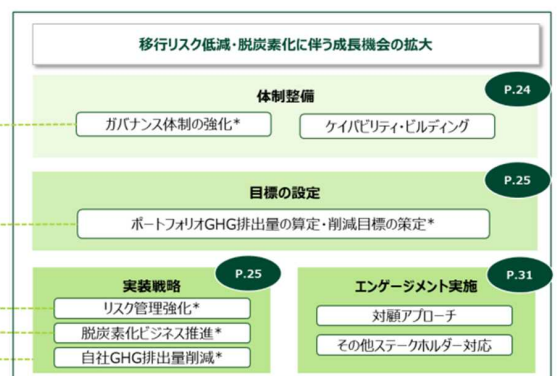 移行リスク低減・脱炭素化に伴う成長機会の拡大
P.24
体制整備
ガバナンス体制の強化*
ケイパビリティ・ビルディング
P.25
目標の設定
ポートフォリオGHG排出量の算定・削減目標の策定*
P.25
実装戦略
リスク管理強化*
脱炭素化ビジネス推進*
自社GHG排出量削減*
P.31
エンゲージメント実施
対顧アプローチ
その他ステークホルダー対応